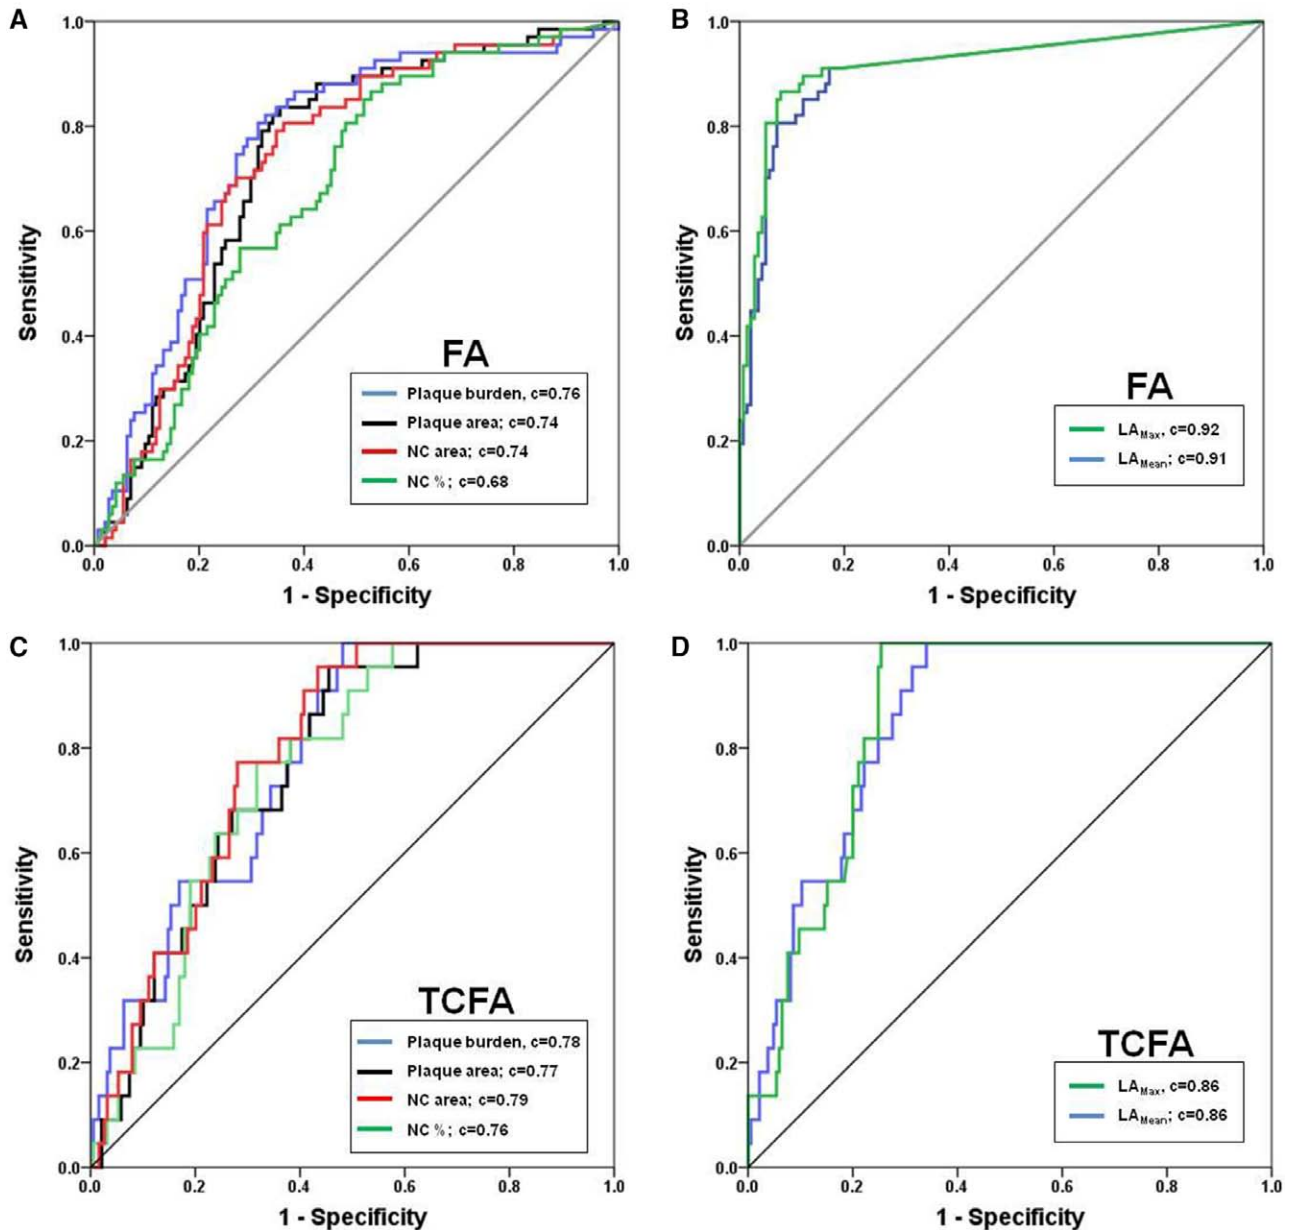 A
1.0
0.8
0.6
0.4
0.2
0.0
Sensitivity
FA
Plaque burden, c=0.76
Plaque area; c=0.74
NC area; c=0.74
NC %; c=0.68
0.0 0.2 0.4 0.6 0.8 1.0
1 - Specificity
B
1.0
0.8
0.6
0.4
0.2
0.0
Sensitivity
FA
LAMax, c=0.92
LAMean; c=0.91
0.0 0.2 0.4 0.6 0.8 1.0
1 - Specificity
C
1.0
0.8
0.6
0.4
0.2
0.0
Sensitivity
TCFA
Plaque burden, c=0.78
Plaque area; c=0.77
NC area; c=0.79
NC %; c=0.76
0.0 0.2 0.4 0.6 0.8 1.0
1 - Specificity
D
1.0
0.8
0.6
0.4
0.2
0.0
Sensitivity
TCFA
LAMax, c=0.86
LAMean; c=0.86
0.0 0.2 0.4 0.6 0.8 1.0
1 - Specificity